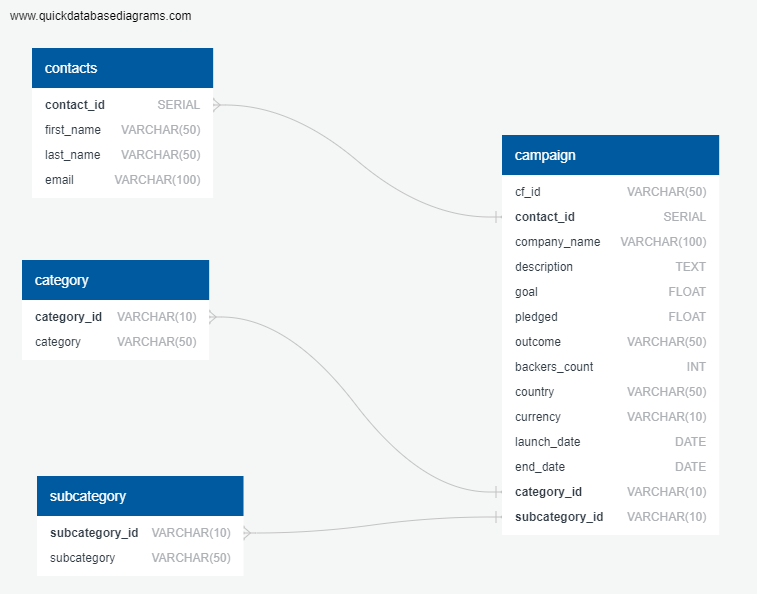 www.quickdatabasediagrams.com
contacts
contact_id SERIAL
first_name VARCHAR(50)
last_name VARCHAR(50)
email VARCHAR(100)
category
category_id VARCHAR(10)
category VARCHAR(50)
subcategory
subcategory_id VARCHAR(10)
subcategory VARCHAR(50)
campaign
cf_id VARCHAR(50)
contact_id SERIAL
company_name VARCHAR(100)
description TEXT
goal FLOAT
pledged FLOAT
outcome VARCHAR(50)
backers_count INT
country VARCHAR(50)
currency VARCHAR(10)
launch_date DATE
end_date DATE
category_id VARCHAR(10)
subcategory_id VARCHAR(10)